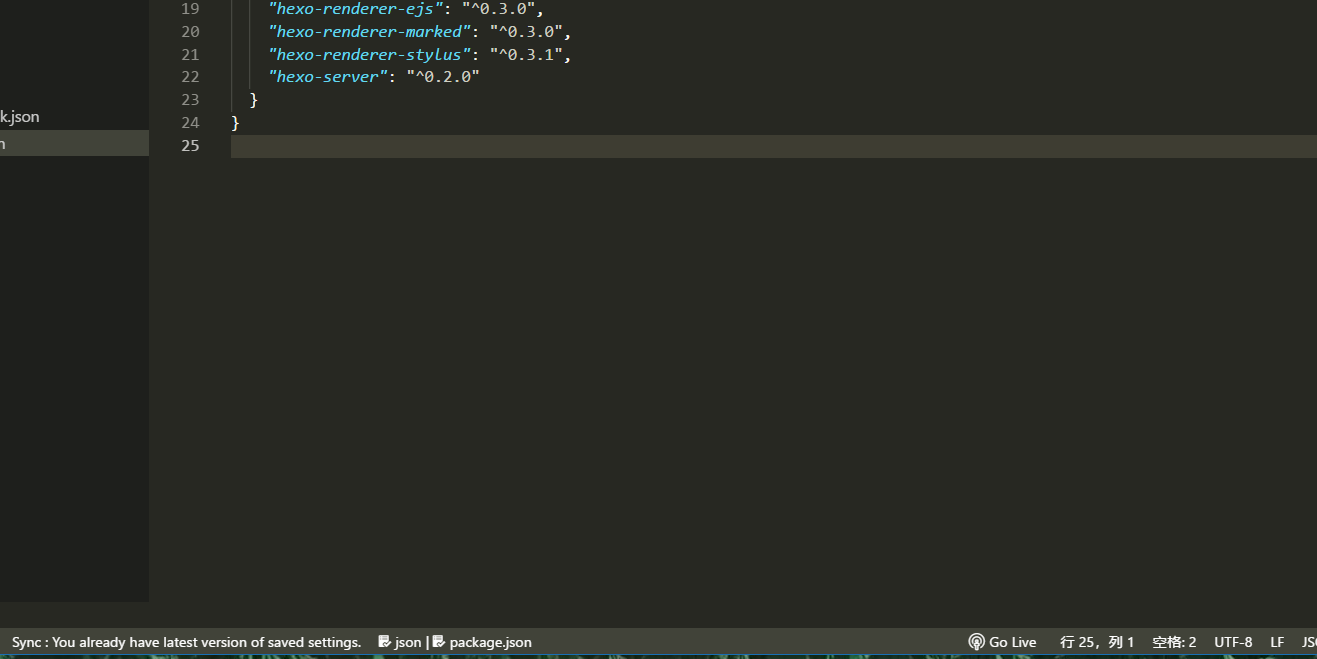 19 "hexo-renderer-ejs": "^0.3.0",
20 "hexo-renderer-marked": "^0.3.0",
21 "hexo-renderer-stylus": "^0.3.1",
22 "hexo-server": "^0.2.0"
23 }
k.json
24 }
n
25
Sync : You already have latest version of saved settings. json | package.json Go Live 行 25，列 1 空格: 2 UTF-8 LF JS